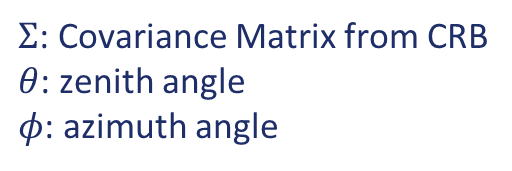 Σ: Covariance Matrix from CRB
θ: zenith angle
ϕ: azimuth angle